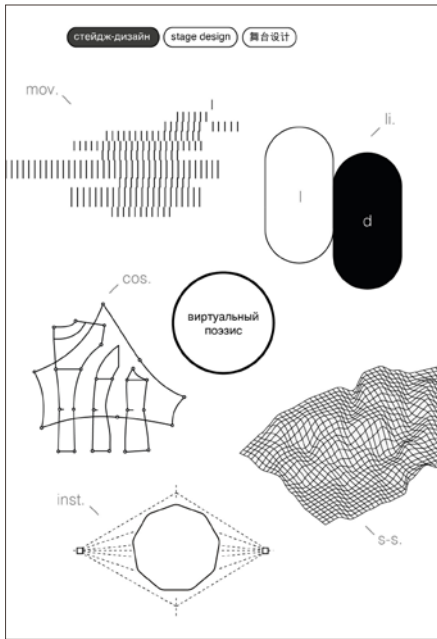 стейдж-дизайн
stage design
舞台设计
mov.
li.
l
d
cos.
виртуальный
поэзис
inst.
s-s.